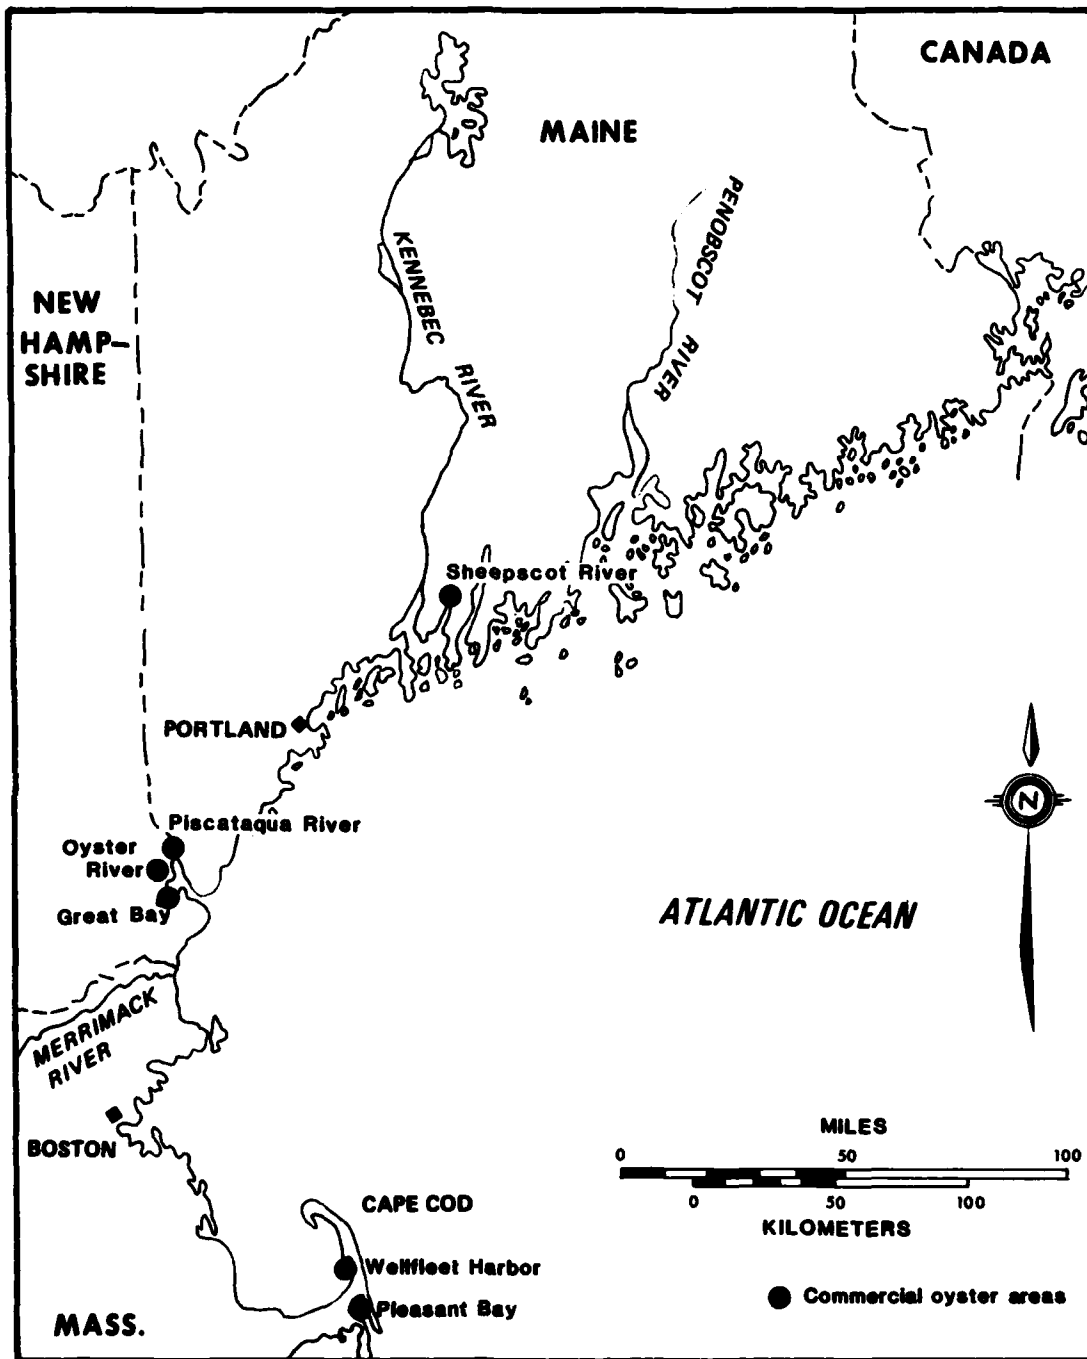 CANADA
MAINE
PENOBSCOT RIVER
KENNEBEC RIVER
NEW
HAMP-
SHIRE
Sheepscot River
PORTLAND
N
Piscataqua River
Oyster
River
Great Bay
ATLANTIC OCEAN
MERRIMACK
RIVER
BOSTON
MILES
0 50 100
0 50 100
KILOMETERS
CAPE COD
Wellfleet Harbor
Commercial oyster areas
Pleasant Bay
MASS.